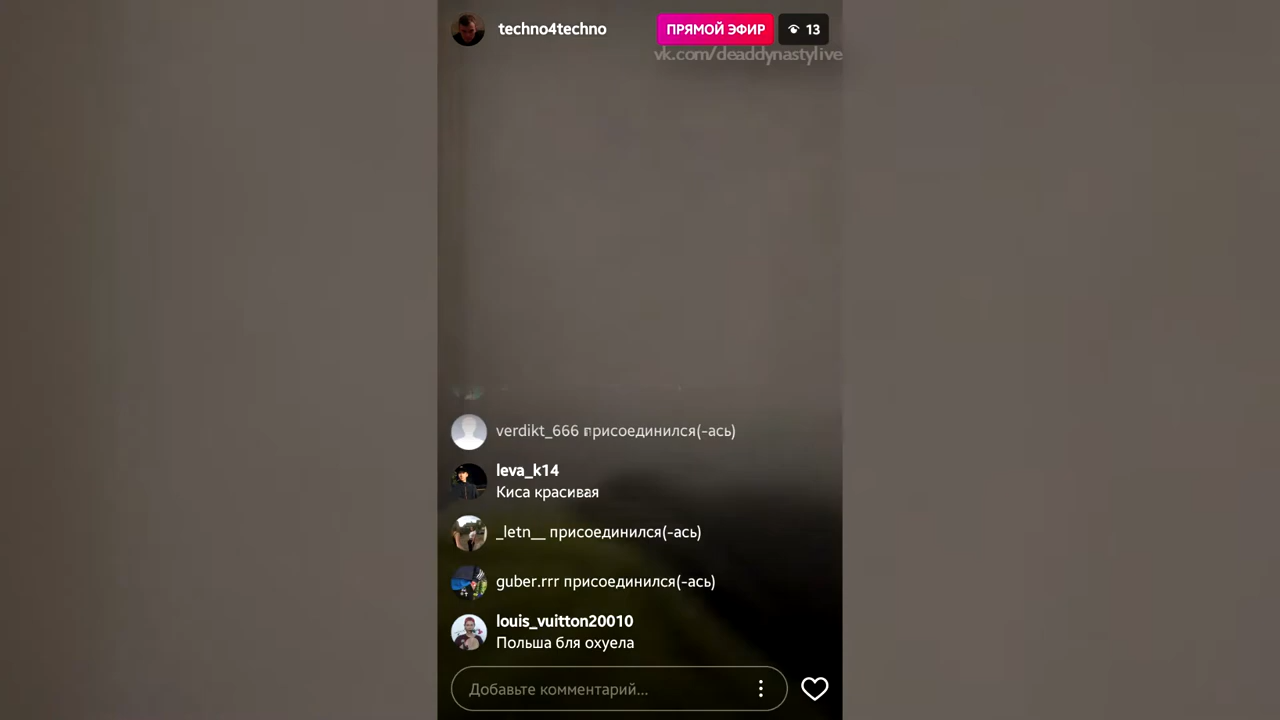 techno4techno
ПРЯМОЙ ЭФИР
13
vk.com/deaddynastylive
verdikt_666 присоединился(-ась)
leva_k14
Киса красивая
_letn__ присоединился(-ась)
guber.rrr присоединился(-ась)
louis_vuitton20010
Польша бля охуела
Добавьте комментарий...